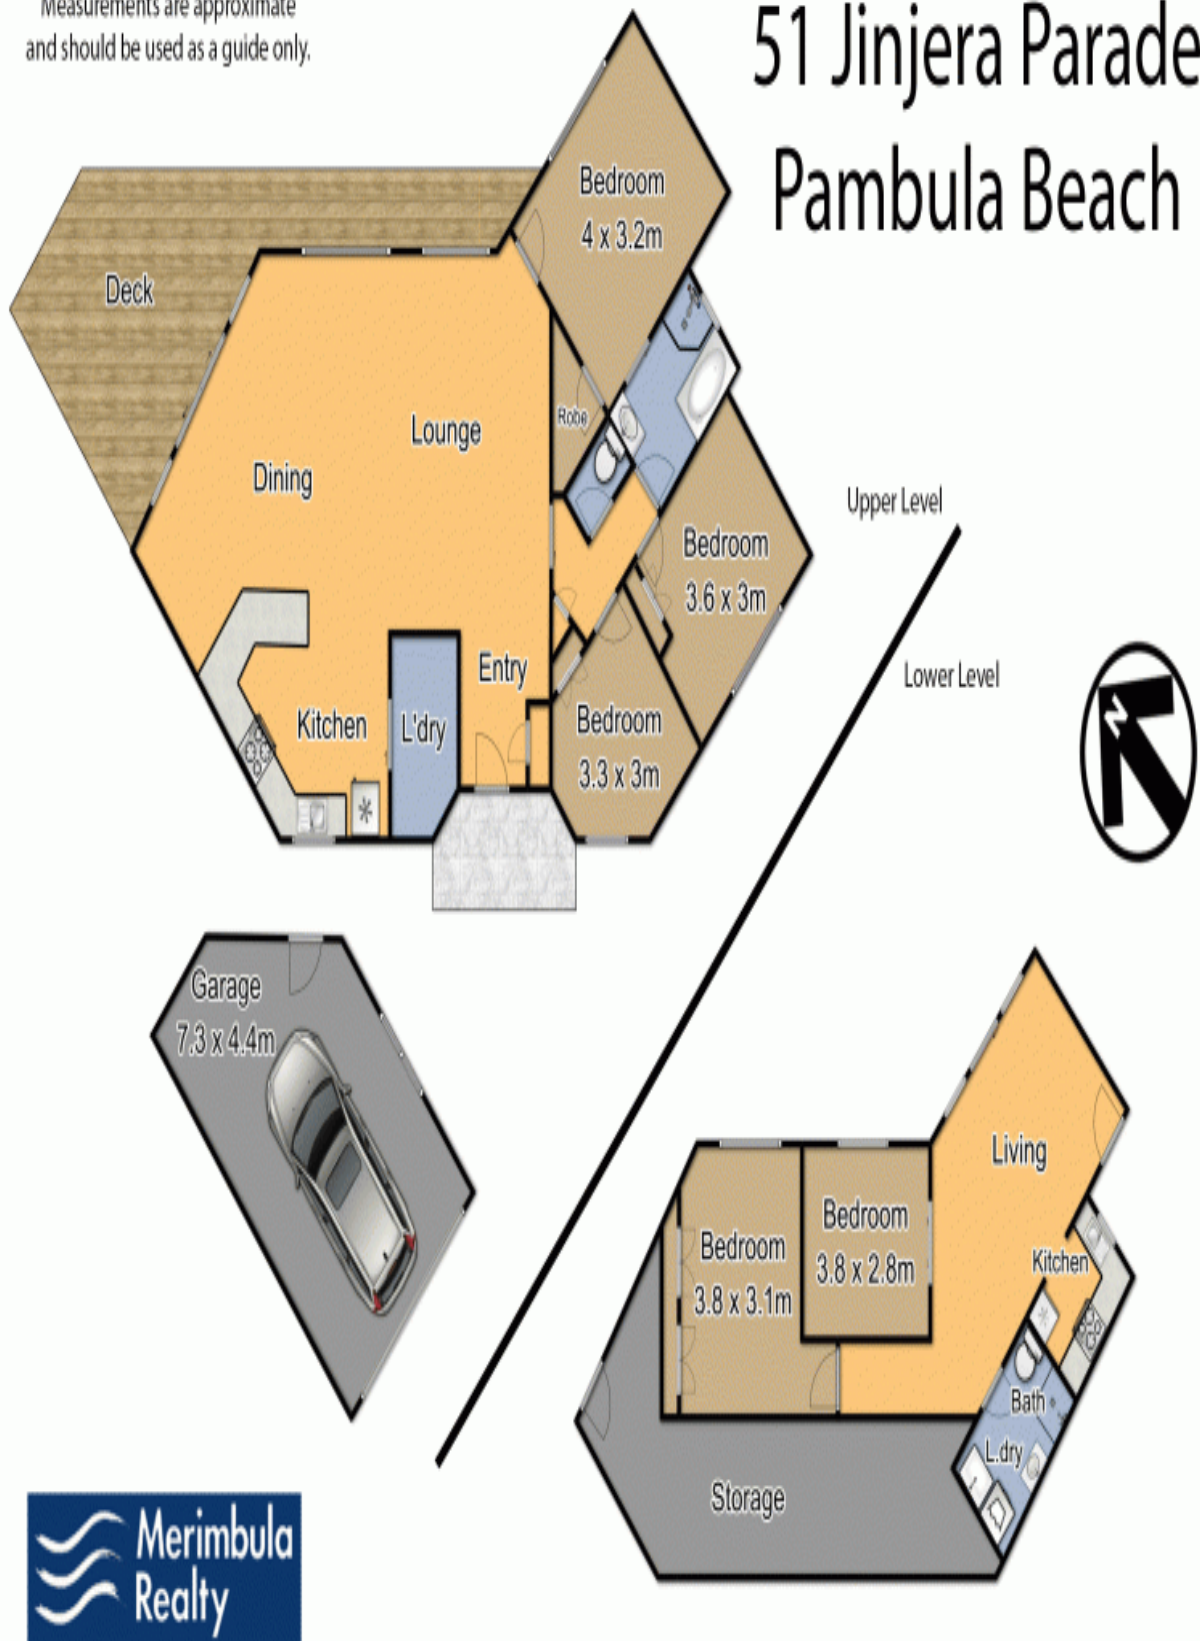 Measurements are approximate
and should be used as a guide only.
51 Jinjera Parade
Pambula Beach
Bedroom
4 x 3.2m
Deck
Lounge
Robe
Dining
Upper Level
Bedroom
3.6 x 3m
Entry
Lower Level
Kitchen
L'dry
Bedroom
3.3 x 3m
N
Garage
7.3 x 4.4m
Living
Bedroom
3.8 x 2.8m
Bedroom
3.8 x 3.1m
Kitchen
Bath
L.dry
Storage
Merimbula
Realty